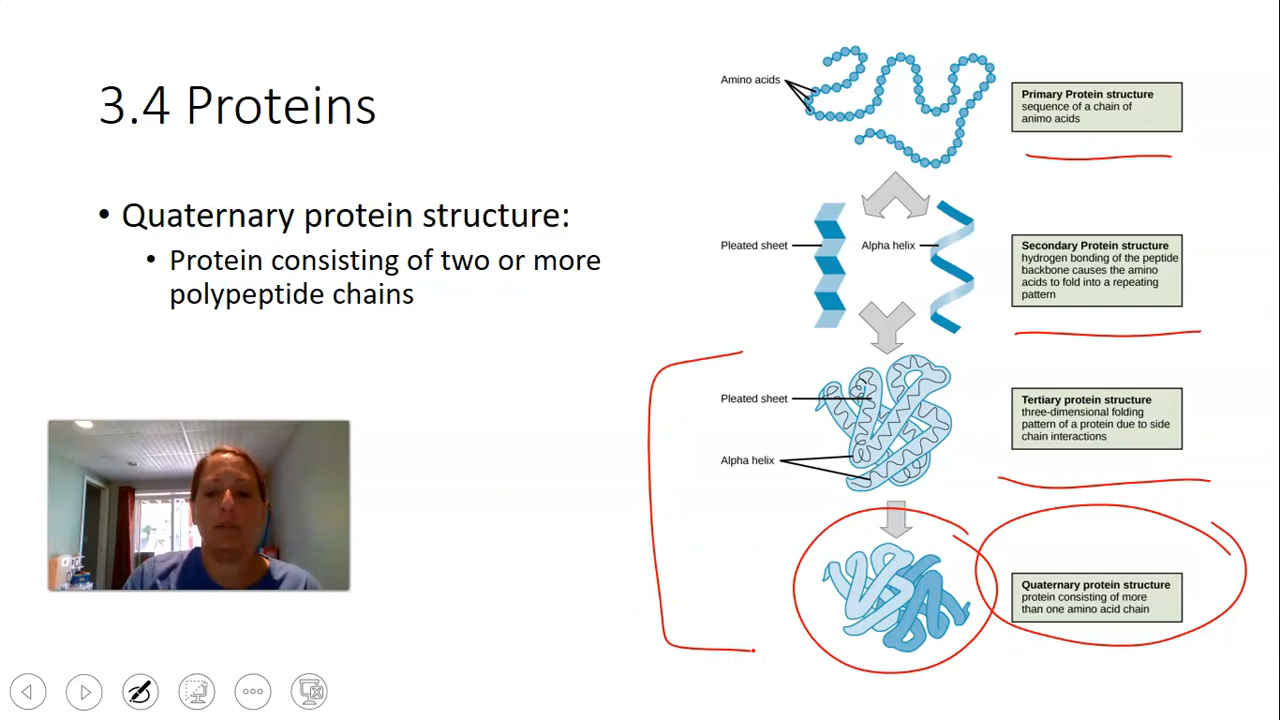 3.4 Proteins
• Quaternary protein structure:
• Protein consisting of two or more
polypeptide chains
Amino acids
Primary Protein structure
sequence of a chain of
animo acids
Pleated sheet
Alpha helix
Secondary Protein structure
hydrogen bonding of the peptide
backbone causes the amino
acids to fold into a repeating
pattern
Pleated sheet
Alpha helix
Tertiary protein structure
three-dimensional folding
pattern of a protein due to side
chain interactions
Quaternary protein structure
protein consisting of more
than one amino acid chain